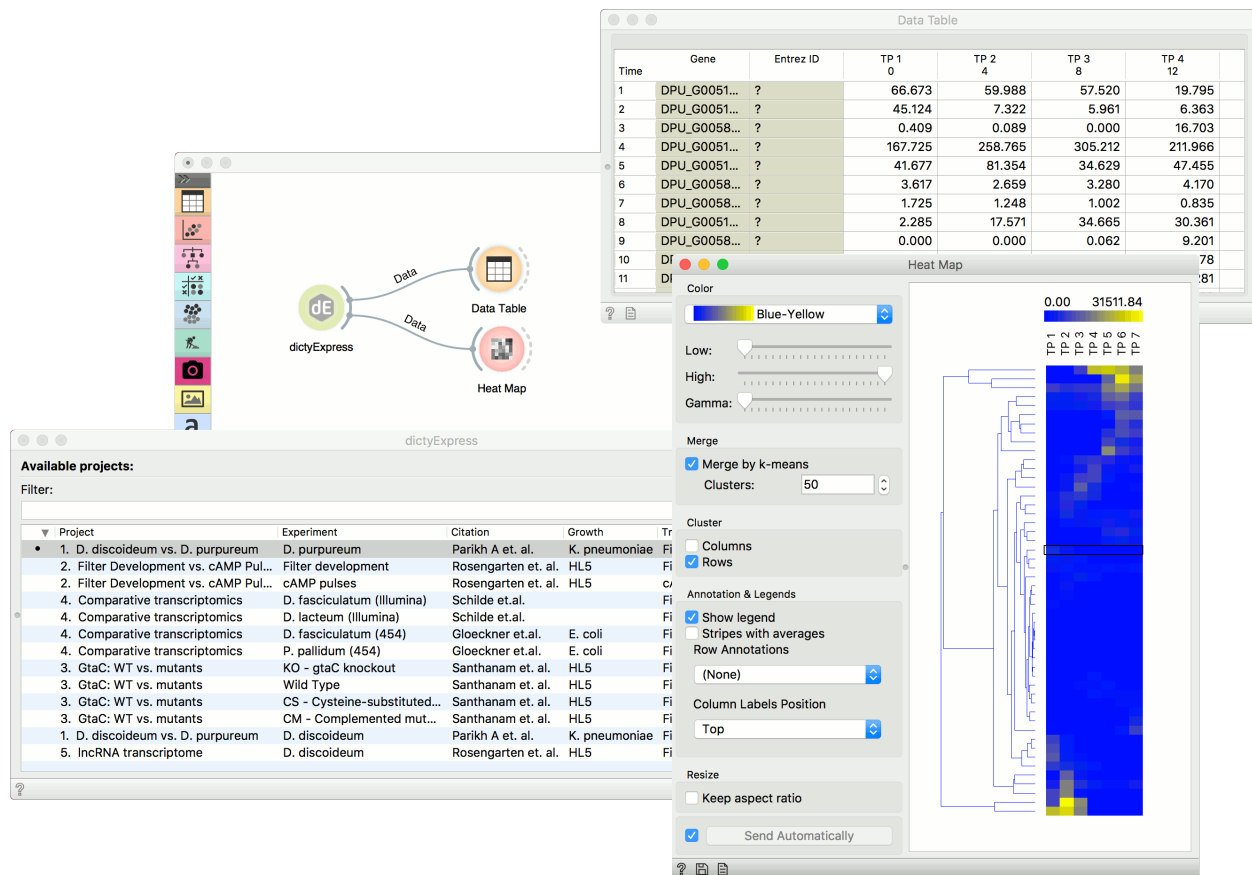 Data Table
Gene Entrez ID TP 1 TP 2 TP 3 TP 4
Time 0 4 8 12
1 DPU_G0051... ? 66.673 59.988 57.520 19.795
2 DPU_G0051... ? 45.124 7.322 5.961 6.363
3 DPU_G0058... ? 0.409 0.089 0.000 16.703
4 DPU_G0051... ? 167.725 258.765 305.212 211.966
5 DPU_G0051... ? 41.677 81.354 34.629 47.455
6 DPU_G0058... ? 3.617 2.659 3.280 4.170
7 DPU_G0058... ? 1.725 1.248 1.002 0.835
8 DPU_G0051... ? 2.285 17.571 34.665 30.361
9 DPU_G0058... ? 0.000 0.000 0.062 9.201
10
11
?
a
dE
dictyExpress
Data
Data
Data Table
Heat Map
dictyExpress
Available projects:
Filter:
Project Experiment Citation Growth
1. D. discoideum vs. D. purpureum D. purpureum Parikh A et. al. K. pneumoniae
2. Filter Development vs. cAMP Pul... Filter development Rosengarten et. al. HL5
2. Filter Development vs. cAMP Pul... cAMP pulses Rosengarten et. al. HL5
4. Comparative transcriptomics D. fasciculatum (Illumina) Schilde et.al.
4. Comparative transcriptomics D. lacteum (Illumina) Schilde et.al.
4. Comparative transcriptomics D. fasciculatum (454) Gloeckner et.al. E. coli
4. Comparative transcriptomics P. pallidum (454) Gloeckner et.al. E. coli
3. GtaC: WT vs. mutants KO - gtaC knockout Santhanam et. al. HL5
3. GtaC: WT vs. mutants Wild Type Santhanam et. al. HL5
3. GtaC: WT vs. mutants CS - Cysteine-substituted... Santhanam et. al. HL5
3. GtaC: WT vs. mutants CM - Complemented mut... Santhanam et. al. HL5
1. D. discoideum vs. D. purpureum D. discoideum Parikh A et. al. K. pneumoniae
5. lncRNA transcriptome D. discoideum Rosengarten et. al. HL5
?
Heat Map
Color
Blue-Yellow
Low:
High:
Gamma:
Merge
Merge by k-means
Clusters: 50
Cluster
Columns
Rows
Annotation & Legends
Show legend
Stripes with averages
Row Annotations
(None)
Column Labels Position
Top
Resize
Keep aspect ratio
Send Automatically
?
0.00 31511.84
TP 1
TP 2
TP 3
TP 4
TP 5
TP 6
TP 7